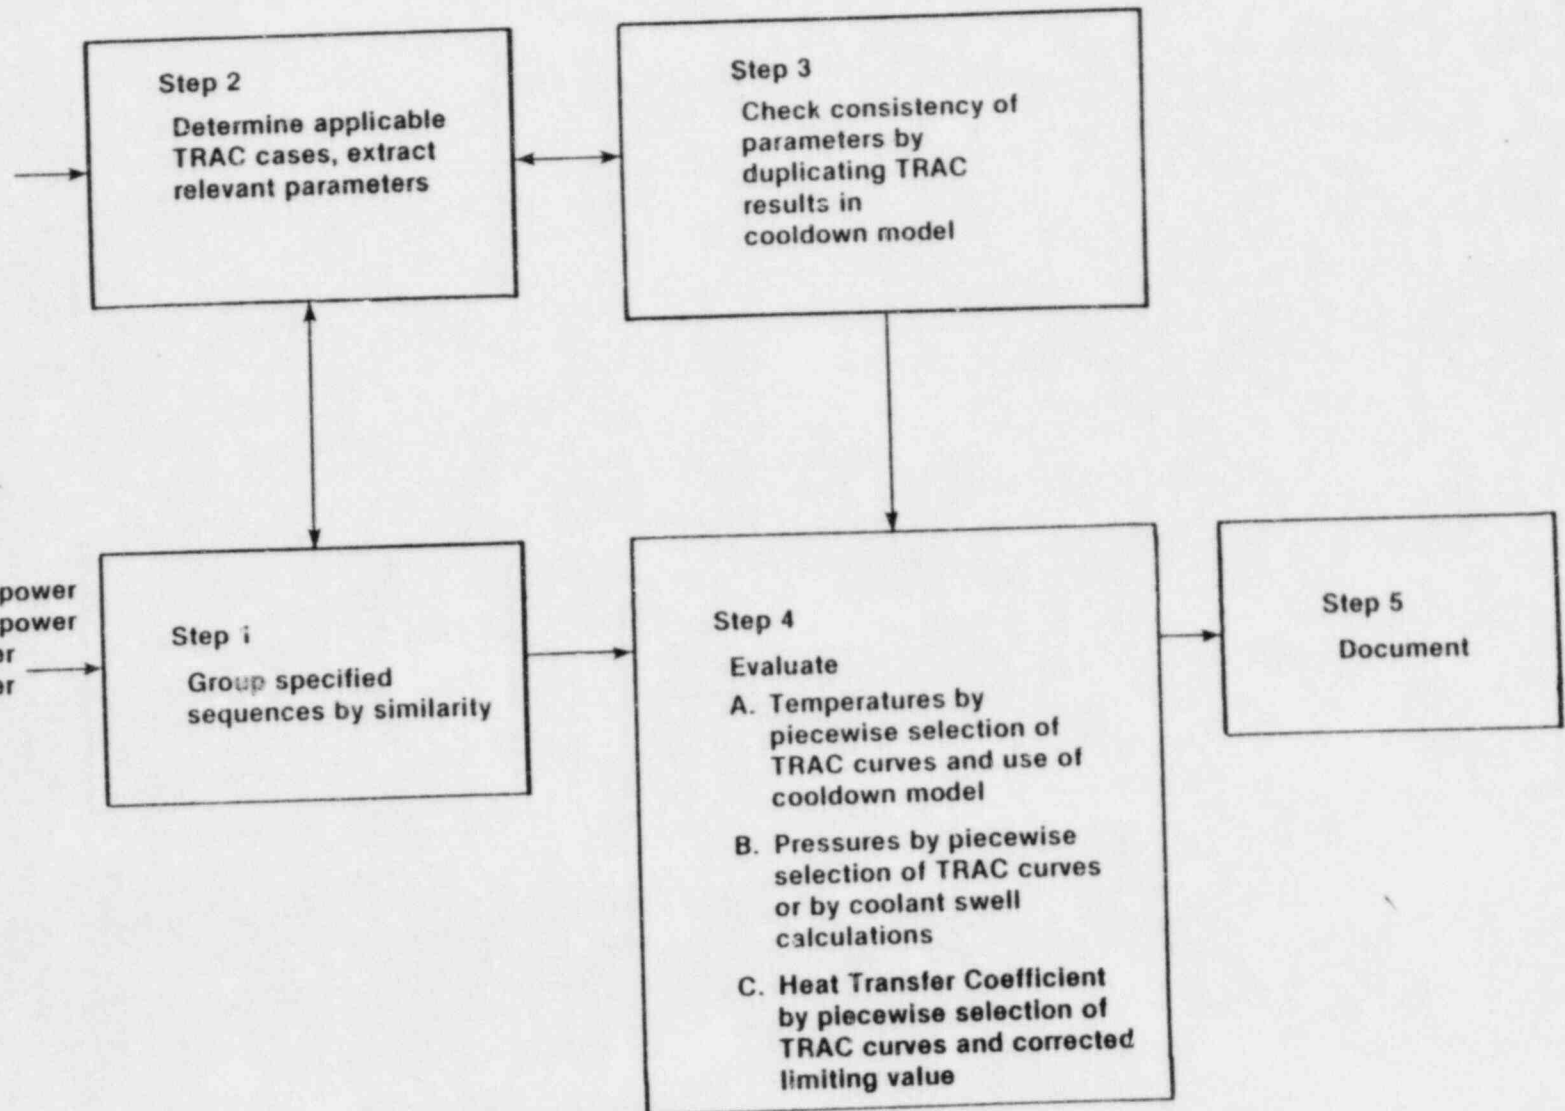 Step 2
Determine applicable
TRAC cases, extract
relevant parameters
Step 3
Check consistency of
parameters by
duplicating TRAC
results in
cooldown model
power
power
er
er
Step i
Group specified
sequences by similarity
Step 4
Evaluate
A. Temperatures by
piecewise selection of
TRAC curves and use of
cooldown model
B. Pressures by piecewise
selection of TRAC curves
or by coolant swell
calculations
C. Heat Transfer Coefficient
by piecewise selection of
TRAC curves and corrected
limiting value
Step 5
Document